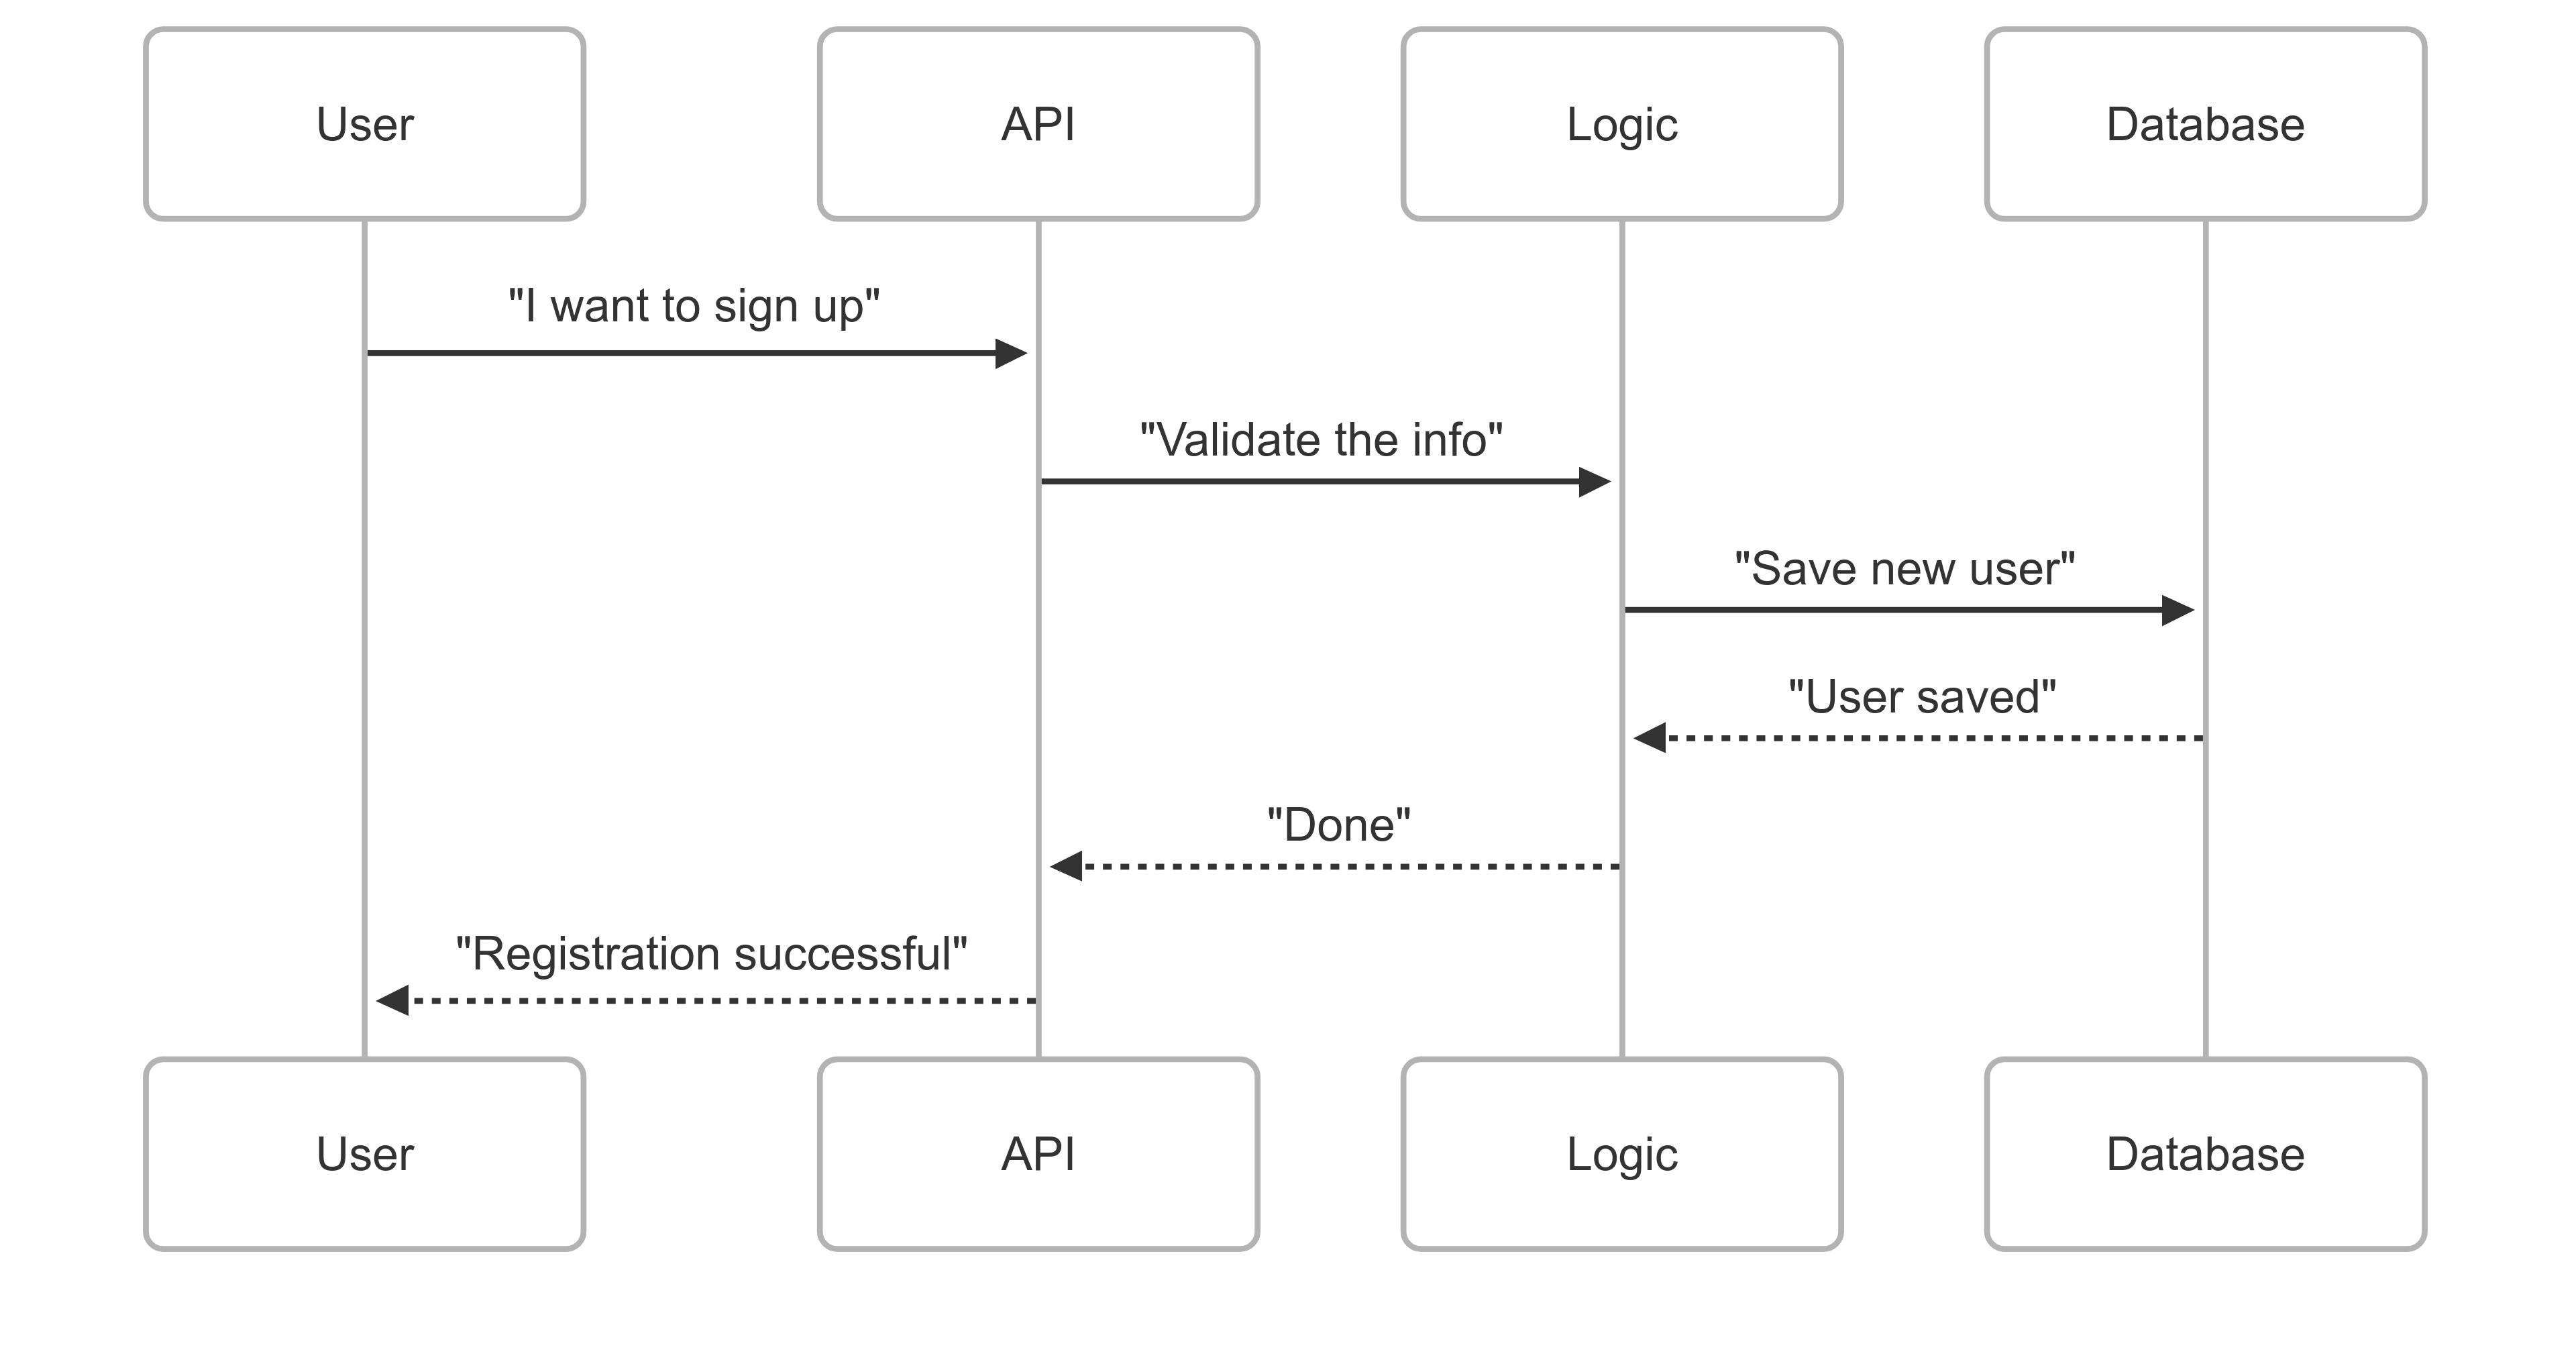 User
API
Logic
Database
"I want to sign up"
"Validate the info"
"Save new user"
"User saved"
"Done"
"Registration successful"
User
API
Logic
Database